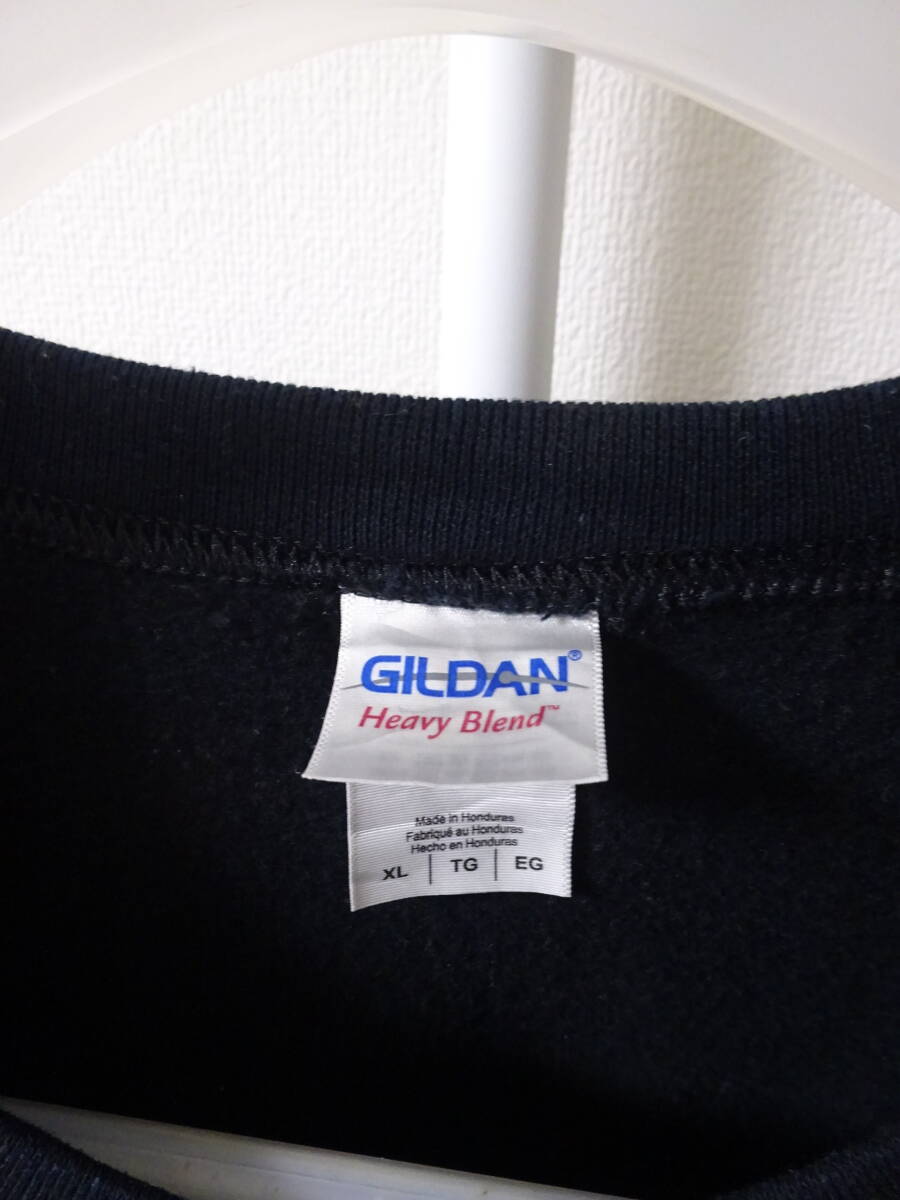 GILDAN®
Heavy Blend™
Made in Honduras
Fabriqué au Honduras
Hecho en Honduras
XL | TG | EG